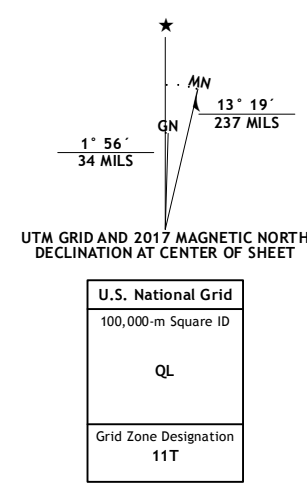 ★
MN
GN
13° 19´
237 MILS
1° 56´
34 MILS
UTM GRID AND 2017 MAGNETIC NORTH
DECLINATION AT CENTER OF SHEET
U.S. National Grid
100,000-m Square ID
QL
Grid Zone Designation
11T